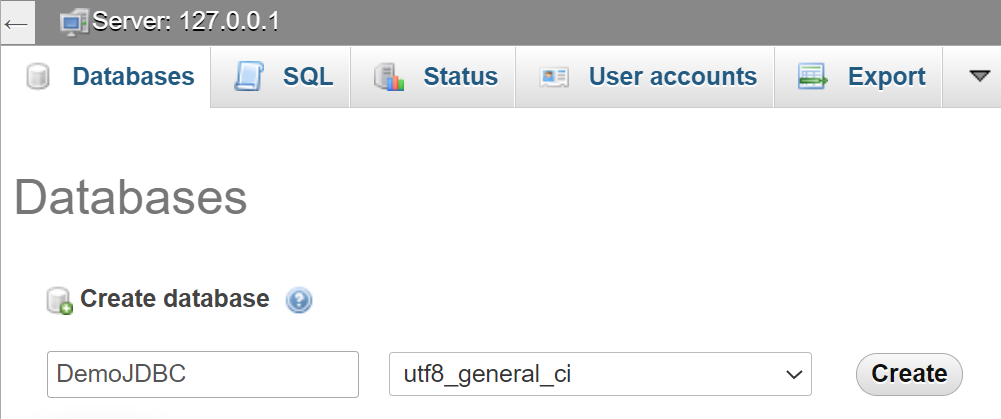 ← Server: 127.0.0.1
Databases SQL Status User accounts Export
Databases
Create database
DemoJDBC utf8_general_ci Create